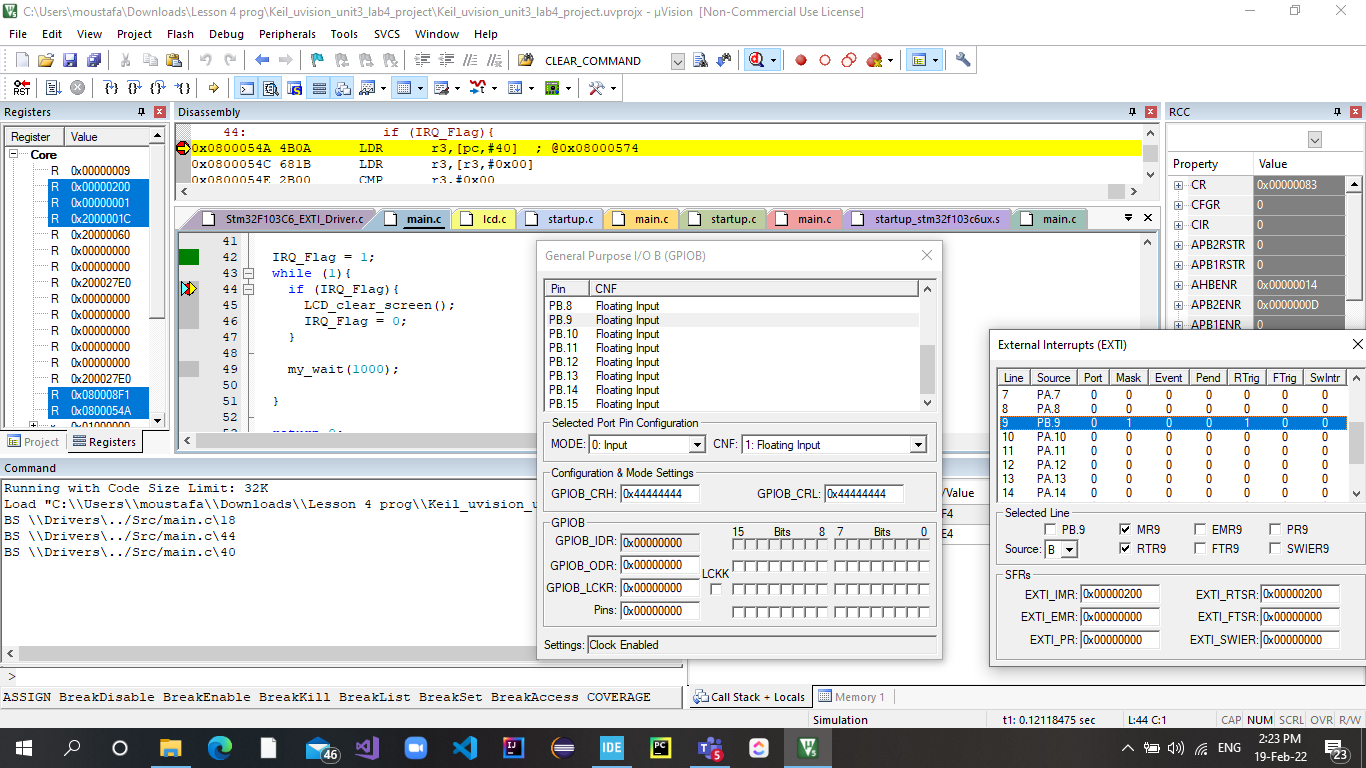 C:\Users\moustafa\Downloads\Lesson 4 prog\Keil_uvision_unit3_lab4_project\Keil_uvision_unit3_lab4_project.uvprojx - µVision [Non-Commercial Use License]
File Edit View Project Flash Debug Peripherals Tools SVCS Window Help
CLEAR_COMMAND
RST
Registers
Register Value
Core
R 0x00000009
R 0x00000200
R 0x00000001
R 0x2000001C
R 0x20000060
R 0x00000000
R 0x00000000
R 0x200027E0
R 0x00000000
R 0x00000000
R 0x00000000
R 0x00000000
R 0x00000000
R 0x200027E0
R 0x080008F1
R 0x0800054A
x 0x01000000
Project Registers
Disassembly
44: if (IRQ_Flag){
0x0800054A 4B0A LDR r3,[pc,#40] ; @0x08000574
0x0800054C 681B LDR r3,[r3,#0x00]
0x0800054E 2B00 CMP r3,#0x00
Stm32F103C6_EXTI_Driver.c main.c lcd.c startup.c main.c startup.c main.c startup_stm32f103c6ux.s main.c
41
42 IRQ_Flag = 1;
43 while (1){
44 if (IRQ_Flag){
45 LCD_clear_screen();
46 IRQ_Flag = 0;
47 }
48
49 my_wait(1000);
50
51 }
52
53 return 0;
RCC
Property Value
CR 0x00000083
CFGR 0
CIR 0
APB2RSTR 0
APB1RSTR 0
AHBENR 0x00000014
APB2ENR 0x0000000D
APB1ENR 0
General Purpose I/O B (GPIOB)
Pin CNF
PB.8 Floating Input
PB.9 Floating Input
PB.10 Floating Input
PB.11 Floating Input
PB.12 Floating Input
PB.13 Floating Input
PB.14 Floating Input
PB.15 Floating Input
Selected Port Pin Configuration
MODE: 0: Input CNF: 1: Floating Input
Configuration & Mode Settings
GPIOB_CRH: 0x44444444 GPIOB_CRL: 0x44444444
GPIOB
15 Bits 8 7 Bits 0
GPIOB_IDR: 0x00000000
GPIOB_ODR: 0x00000000
LCKK
GPIOB_LCKR: 0x00000000
Pins: 0x00000000
Settings: Clock Enabled
External Interrupts (EXTI)
Line Source Port Mask Event Pend RTrig FTrig SwIntr
7 PA.7 0 0 0 0 0 0 0
8 PA.8 0 0 0 0 0 0 0
9 PB.9 0 1 0 0 1 0 0
10 PA.10 0 0 0 0 0 0 0
11 PA.11 0 0 0 0 0 0 0
12 PA.12 0 0 0 0 0 0 0
13 PA.13 0 0 0 0 0 0 0
14 PA.14 0 0 0 0 0 0 0
Selected Line
PB.9 MR9 EMR9 PR9
Source: B RTR9 FTR9 SWIER9
SFRs
EXTI_IMR: 0x00000200 EXTI_RTSR: 0x00000200
EXTI_EMR: 0x00000000 EXTI_FTSR: 0x00000000
EXTI_PR: 0x00000000 EXTI_SWIER: 0x00000000
/Value
F4
E4
Command
Running with Code Size Limit: 32K
Load "C:\\Users\\moustafa\\Downloads\\Lesson 4 prog\\Keil_uvision_u
BS \\Drivers\../Src/main.c\18
BS \\Drivers\../Src/main.c\44
BS \\Drivers\../Src/main.c\40
>
ASSIGN BreakDisable BreakEnable BreakKill BreakList BreakSet BreakAccess COVERAGE
Call Stack + Locals Memory 1
Simulation t1: 0.12118475 sec L:44 C:1 CAP NUM SCRL OVR R/W
46 IDE PC 5 ENG 2:23 PM
19-Feb-22 23